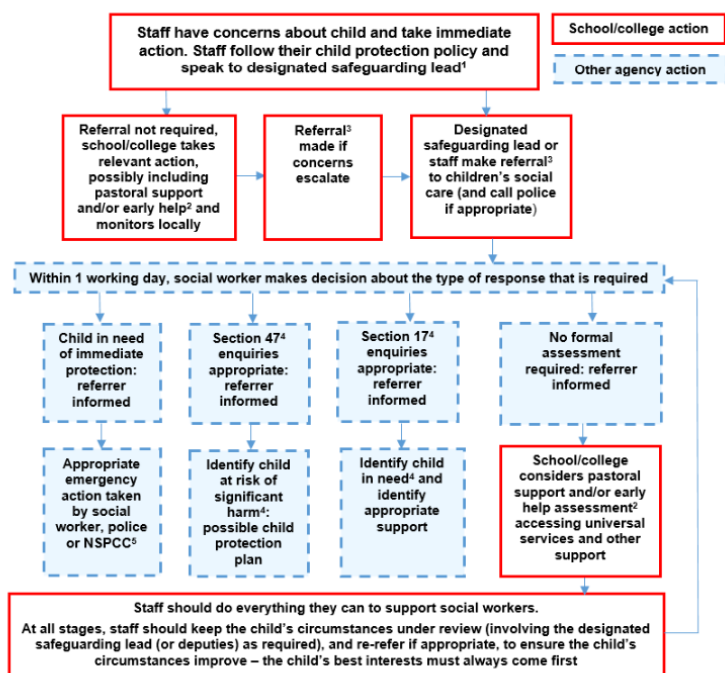 Staff have concerns about child and take immediate
action. Staff follow their child protection policy and
speak to designated safeguarding lead¹
School/college action
Other agency action
Referral not required,
school/college takes
relevant action,
possibly including
pastoral support
and/or early help² and
monitors locally
Referral³
made if
concerns
escalate
Designated
safeguarding lead or
staff make referral³
to children's social
care (and call police
if appropriate)
Within 1 working day, social worker makes decision about the type of response that is required
Child in need
of immediate
protection:
referrer
informed
Section 47⁴
enquiries
appropriate:
referrer
informed
Section 17⁴
enquiries
appropriate:
referrer
informed
No formal
assessment
required: referrer
informed
Appropriate
emergency
action taken
by social
worker, police
or NSPCC⁵
Identify child
at risk of
significant
harm⁴:
possible child
protection
plan
Identify child
in need⁴ and
identify
appropriate
support
School/college
considers pastoral
support and/or early
help assessment²
accessing universal
services and other
support
Staff should do everything they can to support social workers.
At all stages, staff should keep the child's circumstances under review (involving the designated
safeguarding lead (or deputies) as required), and re-refer if appropriate, to ensure the child's
circumstances improve – the child's best interests must always come first